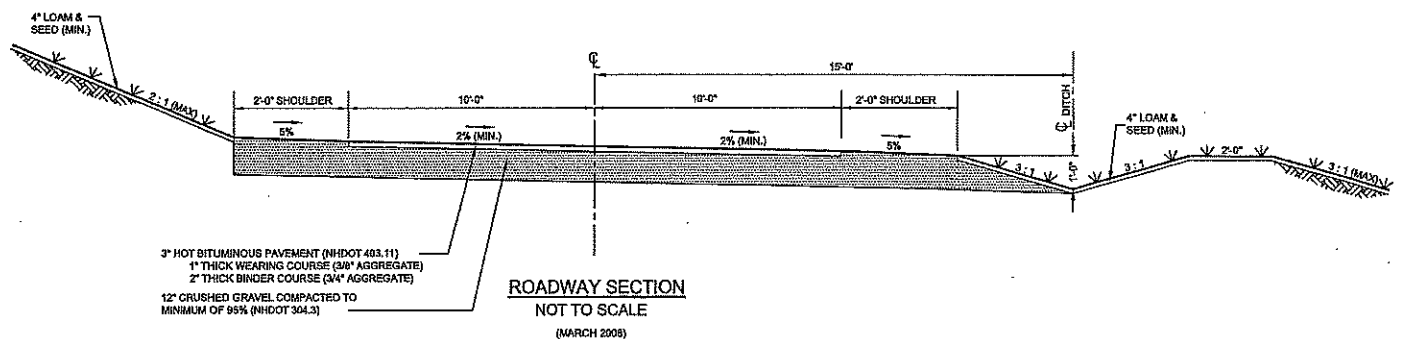 4" LOAM &
SEED (MIN.)
2 : 1 (MAX)
2'-0" SHOULDER
10'-0"
℄
15'-0"
10'-0"
2'-0" SHOULDER
℄ DITCH
5%
2% (MIN.)
2% (MIN.)
5%
3 : 1
1'-0"
3 : 1
4" LOAM &
SEED (MIN.)
2'-0"
3 : 1 (MAX)
3" HOT BITUMINOUS PAVEMENT (NHDOT 403.11)
1" THICK WEARING COURSE (3/8" AGGREGATE)
2" THICK BINDER COURSE (3/4" AGGREGATE)
12" CRUSHED GRAVEL COMPACTED TO
MINIMUM OF 95% (NHDOT 304.3)
ROADWAY SECTION
NOT TO SCALE
(MARCH 2008)